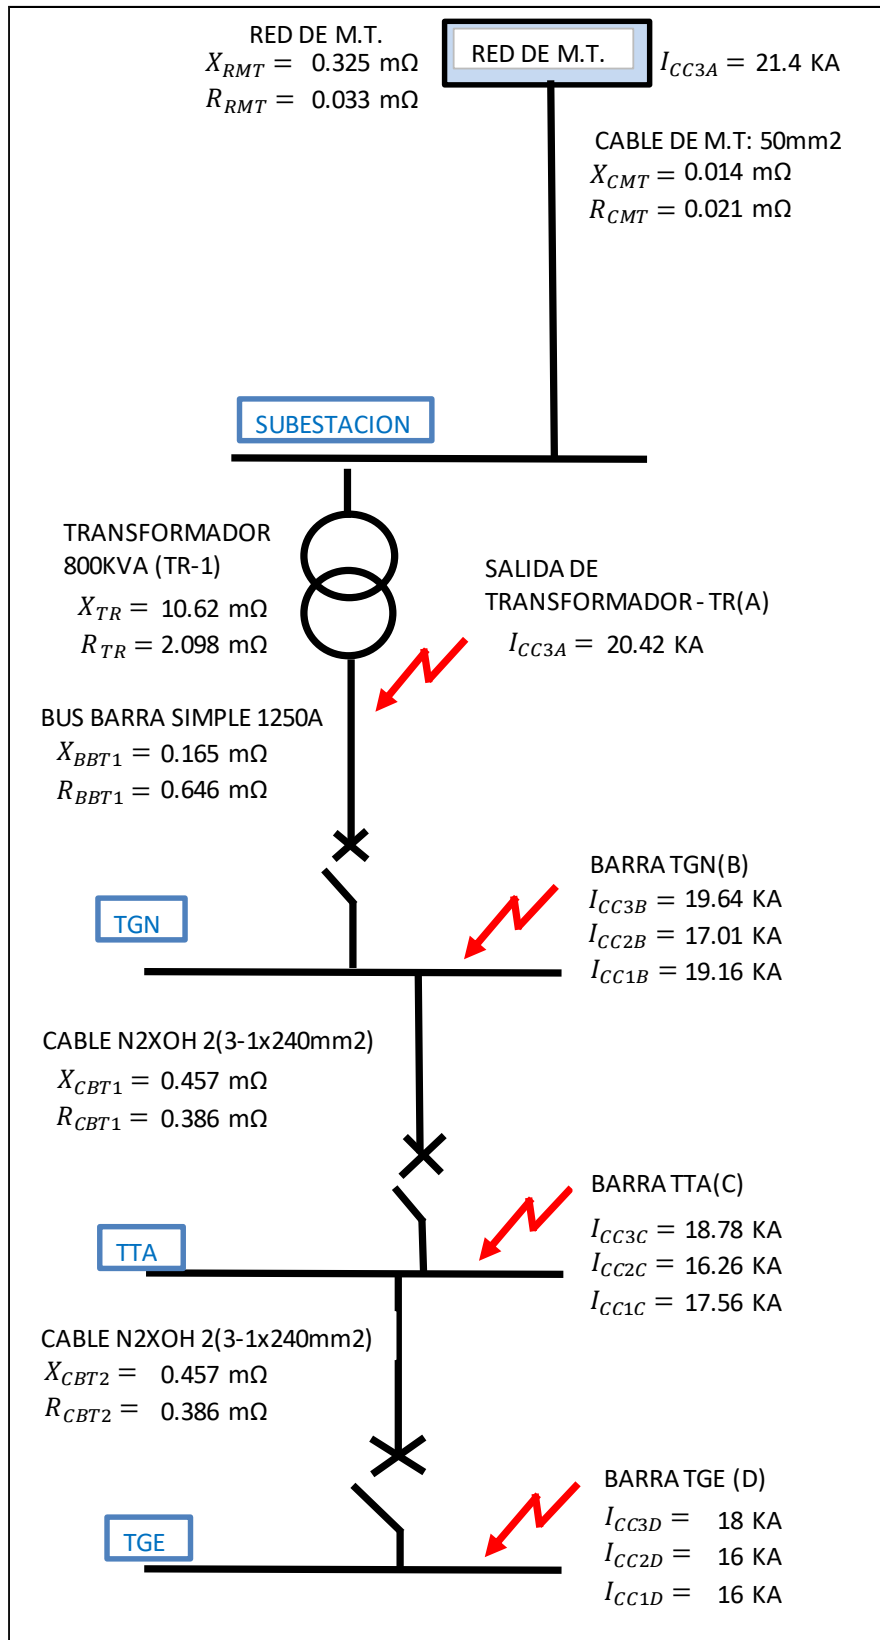 RED DE M.T.
X_RMT = 0.325 mΩ
R_RMT = 0.033 mΩ
RED DE M.T.
I_CC3A = 21.4 KA
CABLE DE M.T: 50mm2
X_CMT = 0.014 mΩ
R_CMT = 0.021 mΩ
SUBESTACION
TRANSFORMADOR
800KVA (TR-1)
X_TR = 10.62 mΩ
R_TR = 2.098 mΩ
SALIDA DE
TRANSFORMADOR - TR(A)
I_CC3A = 20.42 KA
BUS BARRA SIMPLE 1250A
X_BBT1 = 0.165 mΩ
R_BBT1 = 0.646 mΩ
BARRA TGN(B)
I_CC3B = 19.64 KA
I_CC2B = 17.01 KA
I_CC1B = 19.16 KA
TGN
CABLE N2XOH 2(3-1x240mm2)
X_CBT1 = 0.457 mΩ
R_CBT1 = 0.386 mΩ
BARRA TTA(C)
I_CC3C = 18.78 KA
I_CC2C = 16.26 KA
I_CC1C = 17.56 KA
TTA
CABLE N2XOH 2(3-1x240mm2)
X_CBT2 = 0.457 mΩ
R_CBT2 = 0.386 mΩ
BARRA TGE (D)
I_CC3D = 18 KA
I_CC2D = 16 KA
I_CC1D = 16 KA
TGE